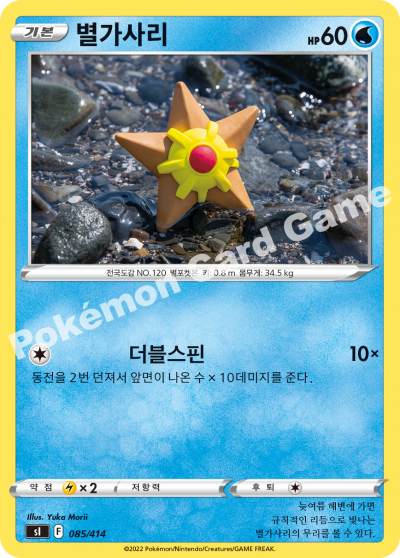 기본 별가사리 HP60
전국도감 NO.120 별포켓몬 키: 0.8 m 몸무게: 34.5 kg
Pokémon Card Game
더블스핀 10×
동전을 2번 던져서 앞면이 나온 수 × 10데미지를 준다.
약점 ×2 저항력 후퇴
Illus. Yuka Morii
sI F 085/414
늦여름 해변에 가면
규칙적인 리듬으로 빛나는
별가사리의 무리를 볼 수 있다.
©2022 Pokémon/Nintendo/Creatures/GAME FREAK.